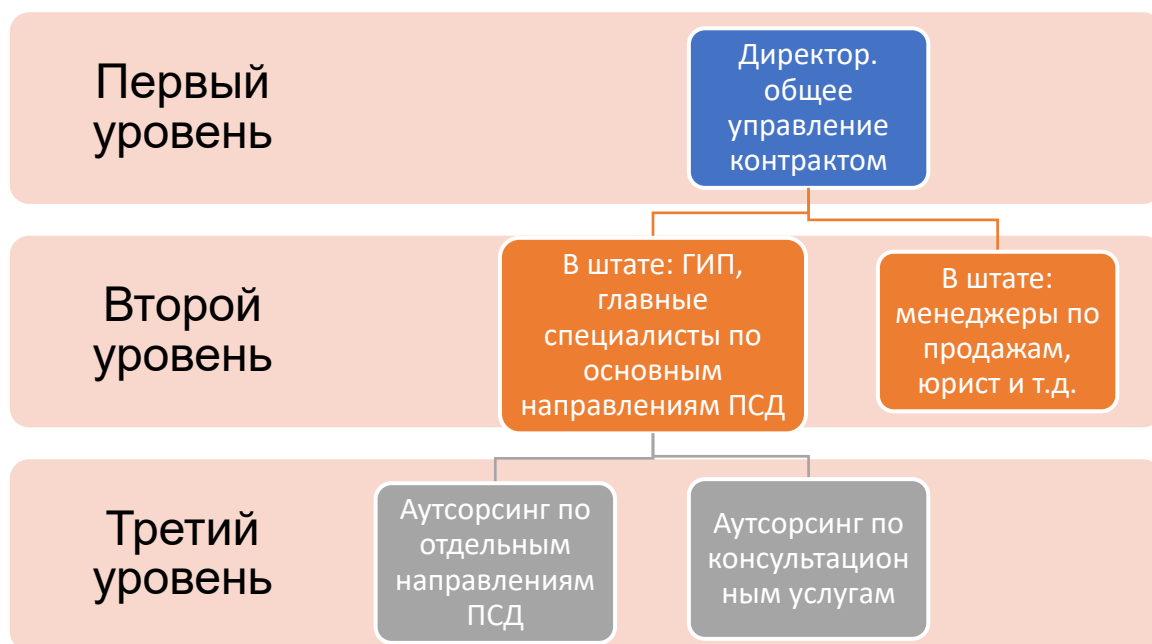 Первый
уровень
Директор.
общее
управление
контрактом
Второй
уровень
В штате: ГИП,
главные
специалисты по
основным
направлениям ПСД
В штате:
менеджеры по
продажам,
юрист и т.д.
Третий
уровень
Аутсорсинг по
отдельным
направлениям
ПСД
Аутсорсинг по
консультацион
ным услугам